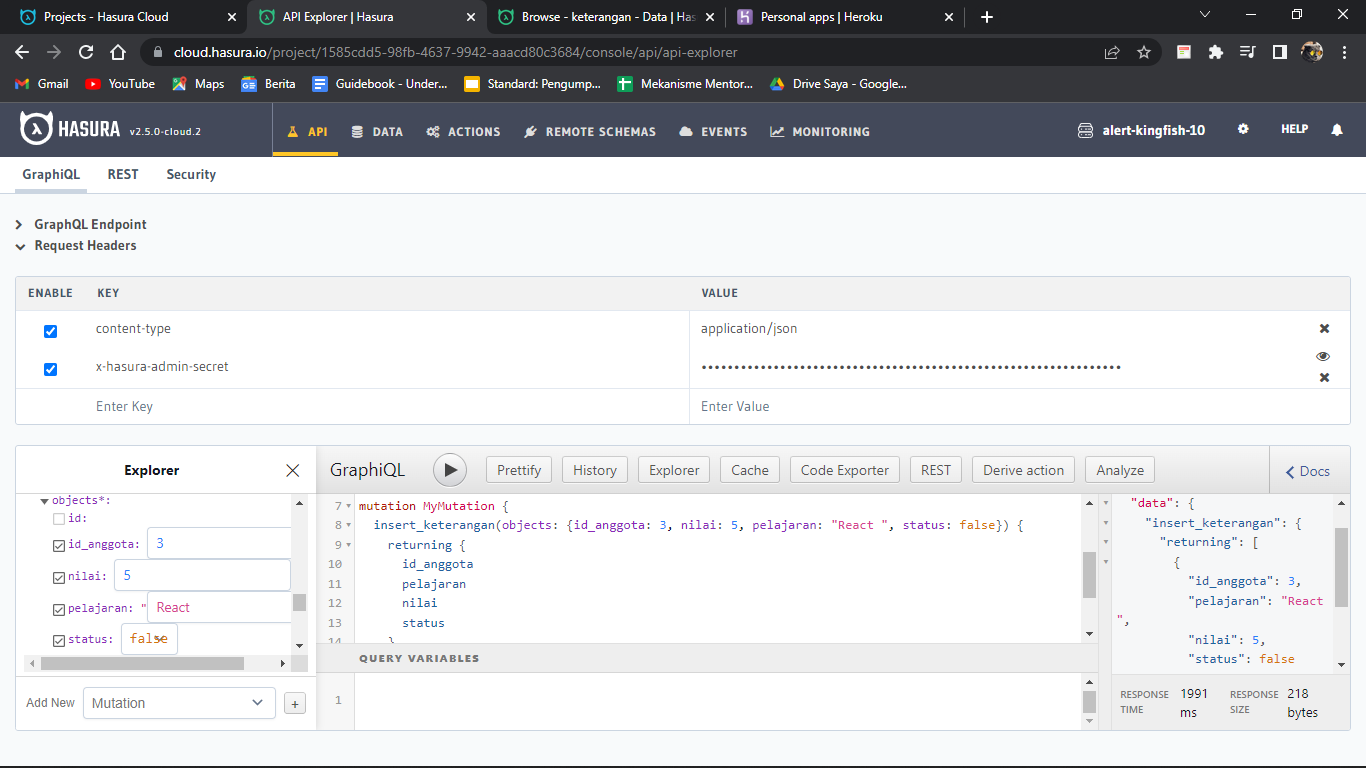 Projects - Hasura Cloud
API Explorer | Hasura
Browse - keterangan - Data | Has
Personal apps | Heroku
cloud.hasura.io/project/1585cdd5-98fb-4637-9942-aaacd80c3684/console/api/api-explorer
Gmail YouTube Maps Berita Guidebook - Under... Standard: Pengump... Mekanisme Mentor... Drive Saya - Google...
HASURA v2.5.0-cloud.2 API DATA ACTIONS REMOTE SCHEMAS EVENTS MONITORING alert-kingfish-10 HELP
GraphiQL REST Security
GraphQL Endpoint
Request Headers
ENABLE KEY VALUE
content-type application/json
x-hasura-admin-secret ••••••••••••••••••••••••••••••••••••••••••••••••••••••••••••••••
Enter Key Enter Value
Explorer
objects*:
id:
id_anggota: 3
nilai: 5
pelajaran: " React
status: false
Add New Mutation +
GraphiQL Prettify History Explorer Cache Code Exporter REST Derive action Analyze Docs
7 mutation MyMutation {
8 insert_keterangan(objects: {id_anggota: 3, nilai: 5, pelajaran: "React ", status: false}) {
9 returning {
10 id_anggota
11 pelajaran
12 nilai
13 status
14 }
QUERY VARIABLES
1
"data": {
"insert_keterangan": {
"returning": [
{
"id_anggota": 3,
"pelajaran": "React
",
"nilai": 5,
"status": false
RESPONSE TIME 1991 ms
RESPONSE SIZE 218 bytes